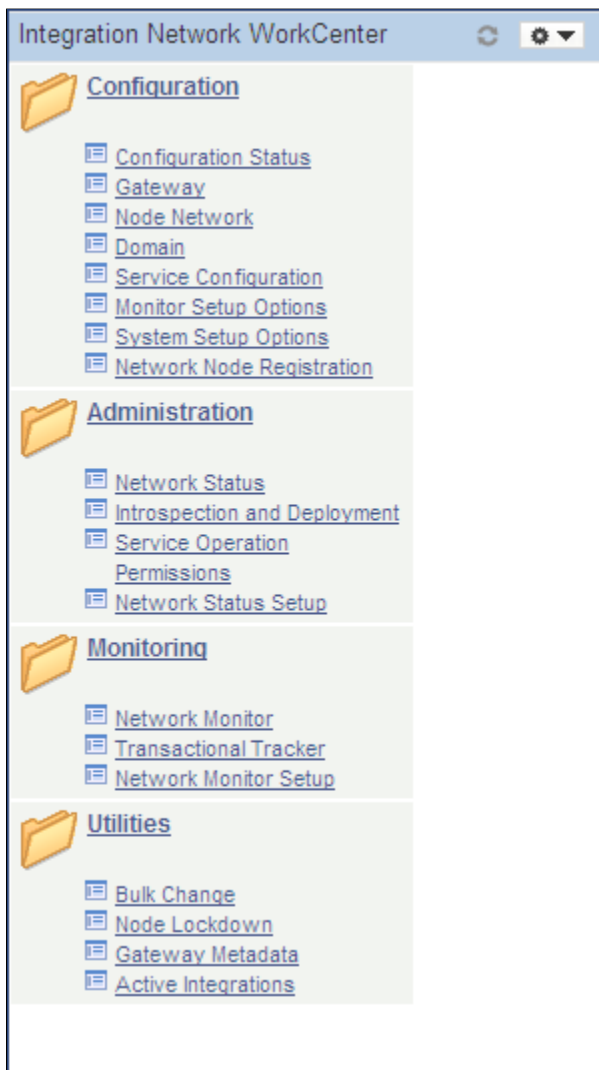 Integration Network WorkCenter
Configuration
Configuration Status
Gateway
Node Network
Domain
Service Configuration
Monitor Setup Options
System Setup Options
Network Node Registration
Administration
Network Status
Introspection and Deployment
Service Operation
Permissions
Network Status Setup
Monitoring
Network Monitor
Transactional Tracker
Network Monitor Setup
Utilities
Bulk Change
Node Lockdown
Gateway Metadata
Active Integrations